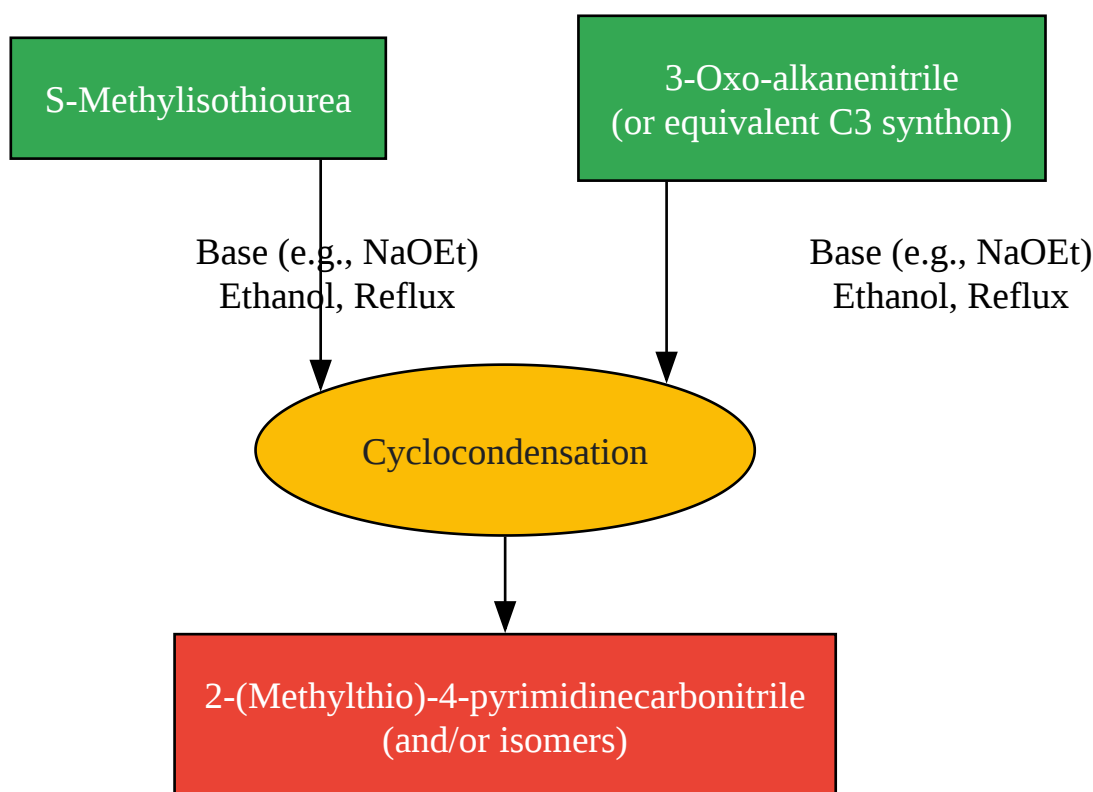 S-Methylisothiourea
3-Oxo-alkanenitrile
(or equivalent C3 synthon)
Base (e.g., NaOEt)
Ethanol, Reflux
Base (e.g., NaOEt)
Ethanol, Reflux
Cyclocondensation
2-(Methylthio)-4-pyrimidinecarbonitrile
(and/or isomers)